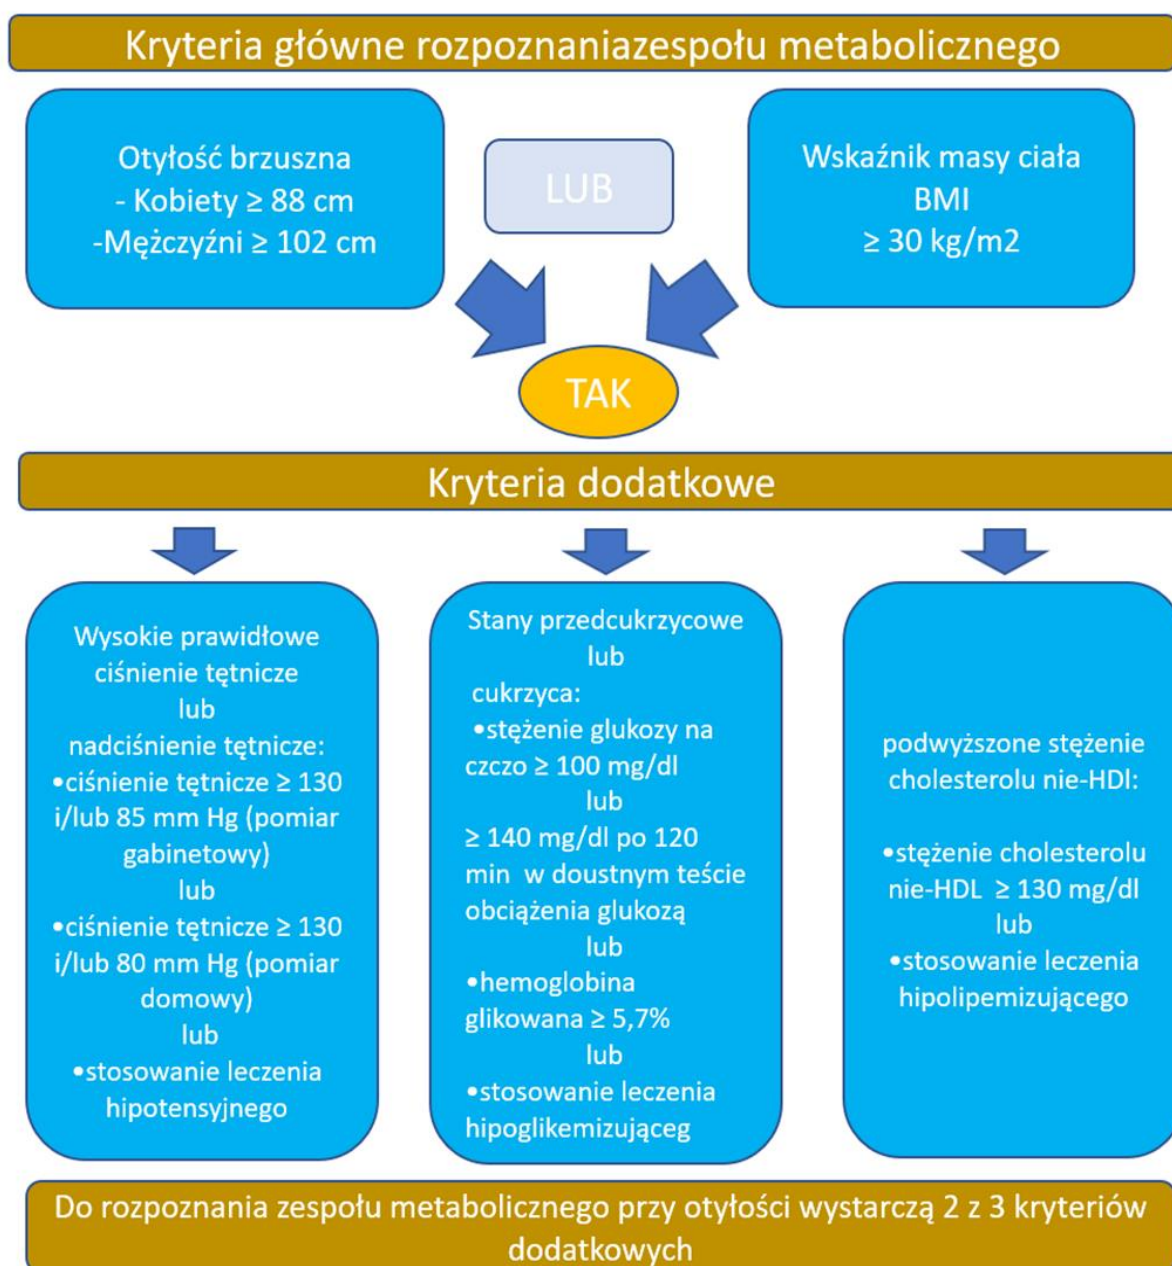 Kryteria główne rozpoznaniazespołu metabolicznego
Otyłość brzuszna
- Kobiety ≥ 88 cm
-Mężczyźni ≥ 102 cm
LUB
Wskaźnik masy ciała
BMI
≥ 30 kg/m2
TAK
Kryteria dodatkowe
Wysokie prawidłowe
ciśnienie tętnicze
lub
nadciśnienie tętnicze:
•ciśnienie tętnicze ≥ 130
i/lub 85 mm Hg (pomiar
gabinetowy)
lub
•ciśnienie tętnicze ≥ 130
i/lub 80 mm Hg (pomiar
domowy)
lub
•stosowanie leczenia
hipotensyjnego
Stany przedcukrzycowe
lub
cukrzyca:
•stężenie glukozy na
czczo ≥ 100 mg/dl
lub
≥ 140 mg/dl po 120
min w doustnym teście
obciążenia glukozą
lub
•hemoglobina
glikowana ≥ 5,7%
lub
•stosowanie leczenia
hipoglikemizująceg
podwyższone stężenie
cholesterolu nie-HDl:
•stężenie cholesterolu
nie-HDL ≥ 130 mg/dl
lub
•stosowanie leczenia
hipolipemizującego
Do rozpoznania zespołu metabolicznego przy otyłości wystarczą 2 z 3 kryteriów
dodatkowych